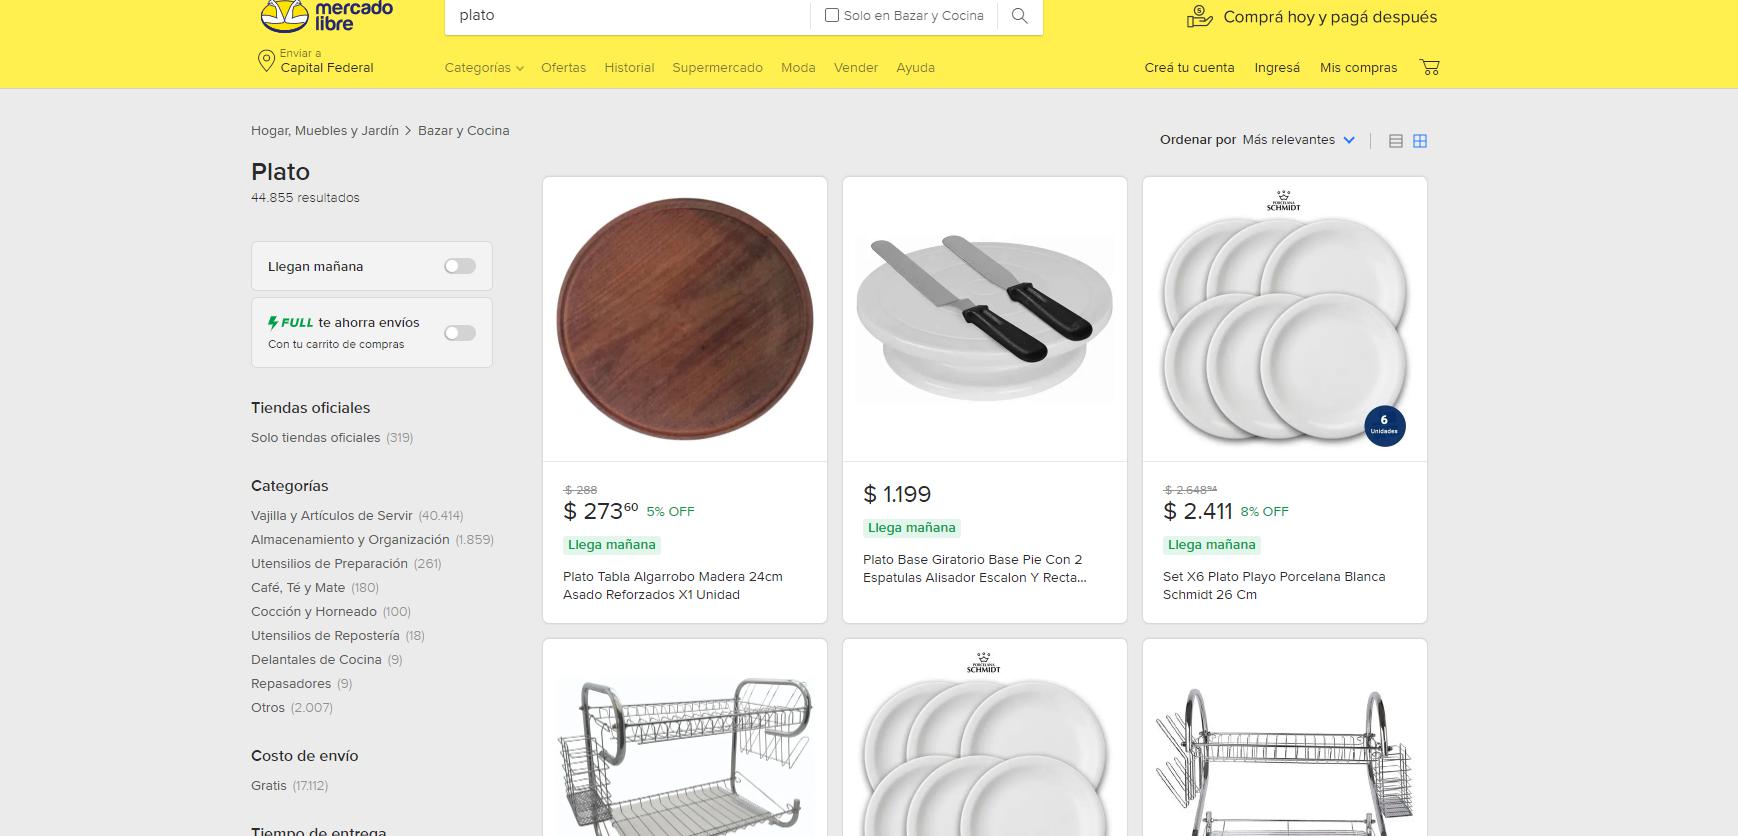 mercado
libre
plato
Solo en Bazar y Cocina
Comprá hoy y pagá después
Enviar a
Capital Federal
Categorías
Ofertas
Historial
Supermercado
Moda
Vender
Ayuda
Creá tu cuenta
Ingresá
Mis compras
Hogar, Muebles y Jardín > Bazar y Cocina
Ordenar por Más relevantes
Plato
44.855 resultados
Llegan mañana
FULL te ahorra envíos
Con tu carrito de compras
Tiendas oficiales
Solo tiendas oficiales (319)
Categorías
Vajilla y Artículos de Servir (40.414)
Almacenamiento y Organización (1.859)
Utensilios de Preparación (261)
Café, Té y Mate (180)
Cocción y Horneado (100)
Utensilios de Repostería (18)
Delantales de Cocina (9)
Repasadores (9)
Otros (2.007)
Costo de envío
Gratis (17.112)
Tiempo de entrega
$ 288
$ 273⁶⁰ 5% OFF
Llega mañana
Plato Tabla Algarrobo Madera 24cm
Asado Reforzados X1 Unidad
$ 1.199
Llega mañana
Plato Base Giratorio Base Pie Con 2
Espatulas Alisador Escalon Y Recta...
PORCELANA
SCHMIDT
6
Unidades
$ 2.648⁹⁴
$ 2.411 8% OFF
Llega mañana
Set X6 Plato Playo Porcelana Blanca
Schmidt 26 Cm
PORCELANA
SCHMIDT